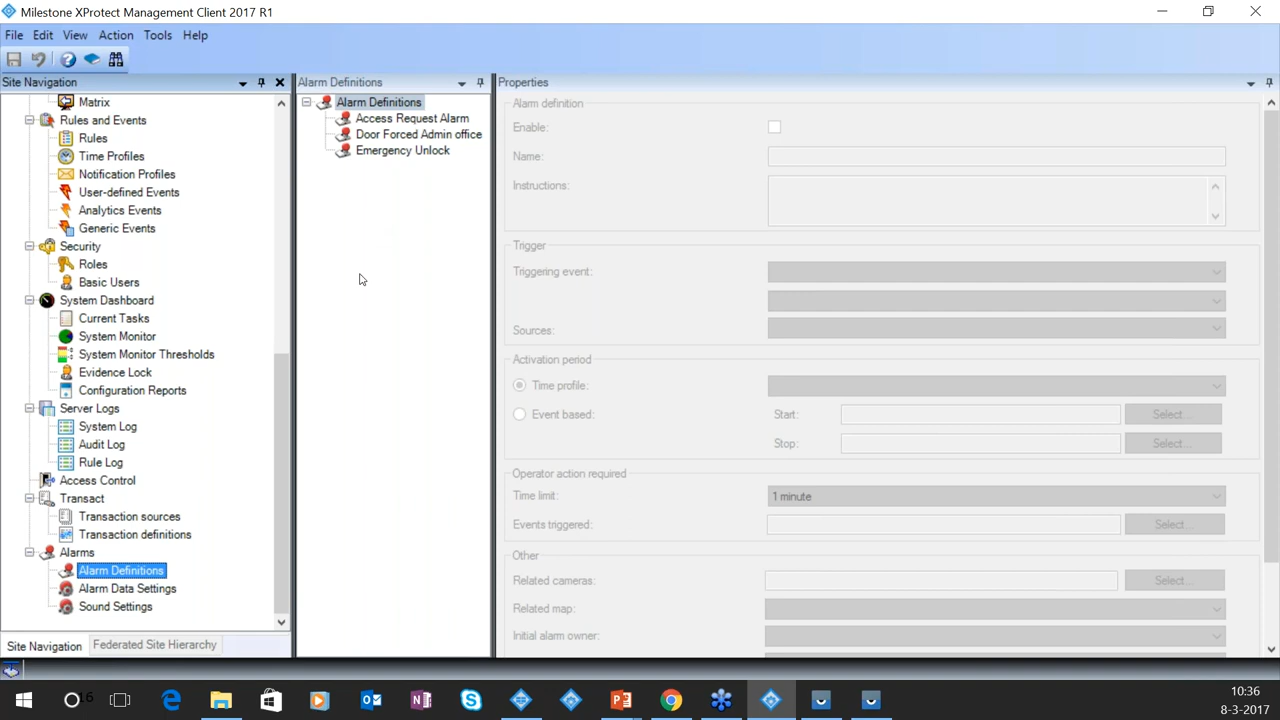 Milestone XProtect Management Client 2017 R1
File Edit View Action Tools Help
Site Navigation
Matrix
Rules and Events
Rules
Time Profiles
Notification Profiles
User-defined Events
Analytics Events
Generic Events
Security
Roles
Basic Users
System Dashboard
Current Tasks
System Monitor
System Monitor Thresholds
Evidence Lock
Configuration Reports
Server Logs
System Log
Audit Log
Rule Log
Access Control
Transact
Transaction sources
Transaction definitions
Alarms
Alarm Definitions
Alarm Data Settings
Sound Settings
Site Navigation Federated Site Hierarchy
Alarm Definitions
Alarm Definitions
Access Request Alarm
Door Forced Admin office
Emergency Unlock
Properties
Alarm definition
Enable:
Name:
Instructions:
Trigger
Triggering event:
Sources:
Activation period
Time profile:
Event based: Start: Select...
Stop: Select...
Operator action required
Time limit: 1 minute
Events triggered: Select...
Other
Related cameras: Select...
Related map:
Initial alarm owner:
16
10:36
8-3-2017